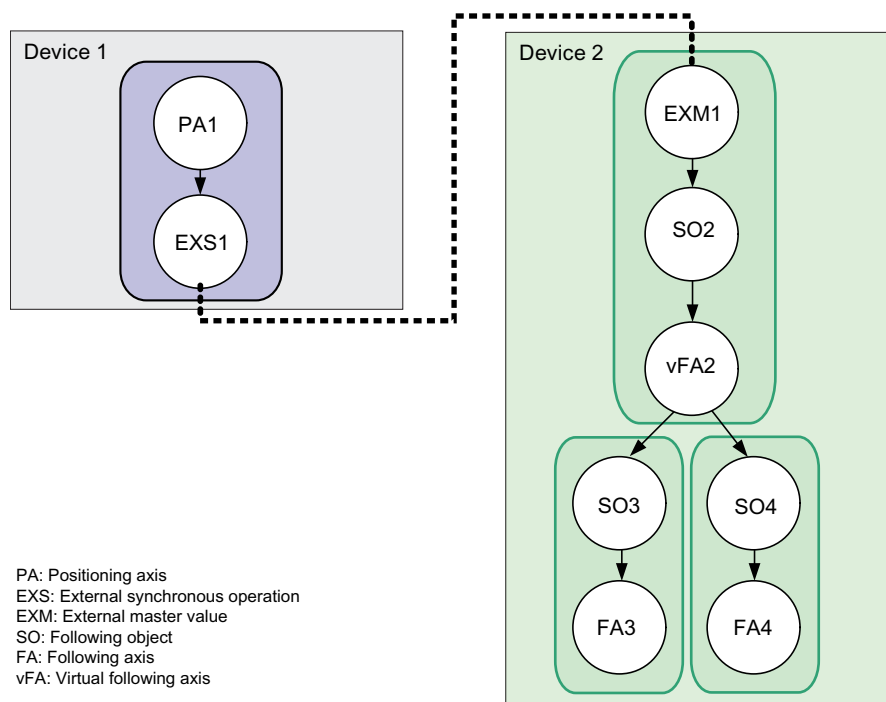 Device 1
PA1
EXS1
Device 2
EXM1
SO2
vFA2
SO3
SO4
FA3
FA4
PA: Positioning axis
EXS: External synchronous operation
EXM: External master value
SO: Following object
FA: Following axis
vFA: Virtual following axis